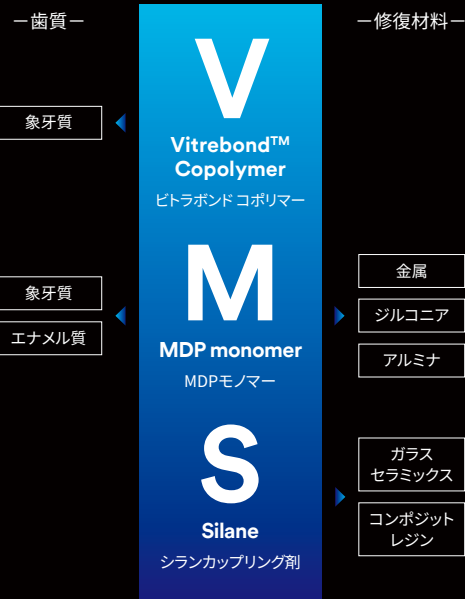 －歯質－
－修復材料－
V
Vitrebond™
Copolymer
ビトラボンド コポリマー
象牙質
M
MDP monomer
MDPモノマー
象牙質
エナメル質
金属
ジルコニア
アルミナ
S
Silane
シランカップリング剤
ガラス
セラミックス
コンポジット
レジン